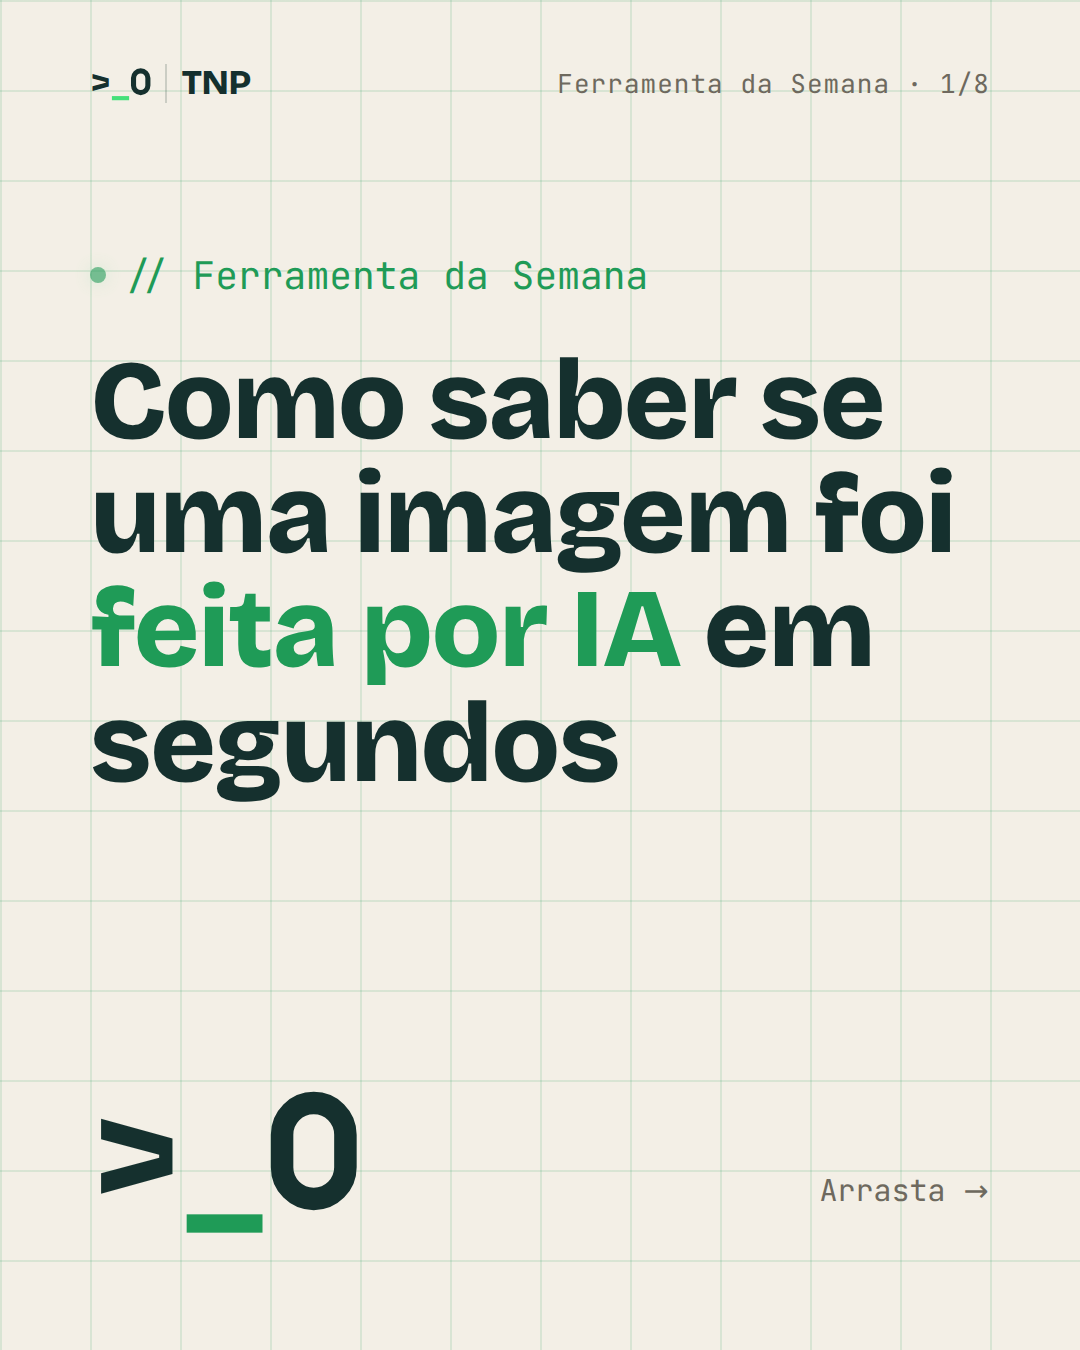 >_0 TNP
Ferramenta da Semana · 1/8
// Ferramenta da Semana
Como saber se
uma imagem foi
feita por IA em
segundos
>_0
Arrasta →